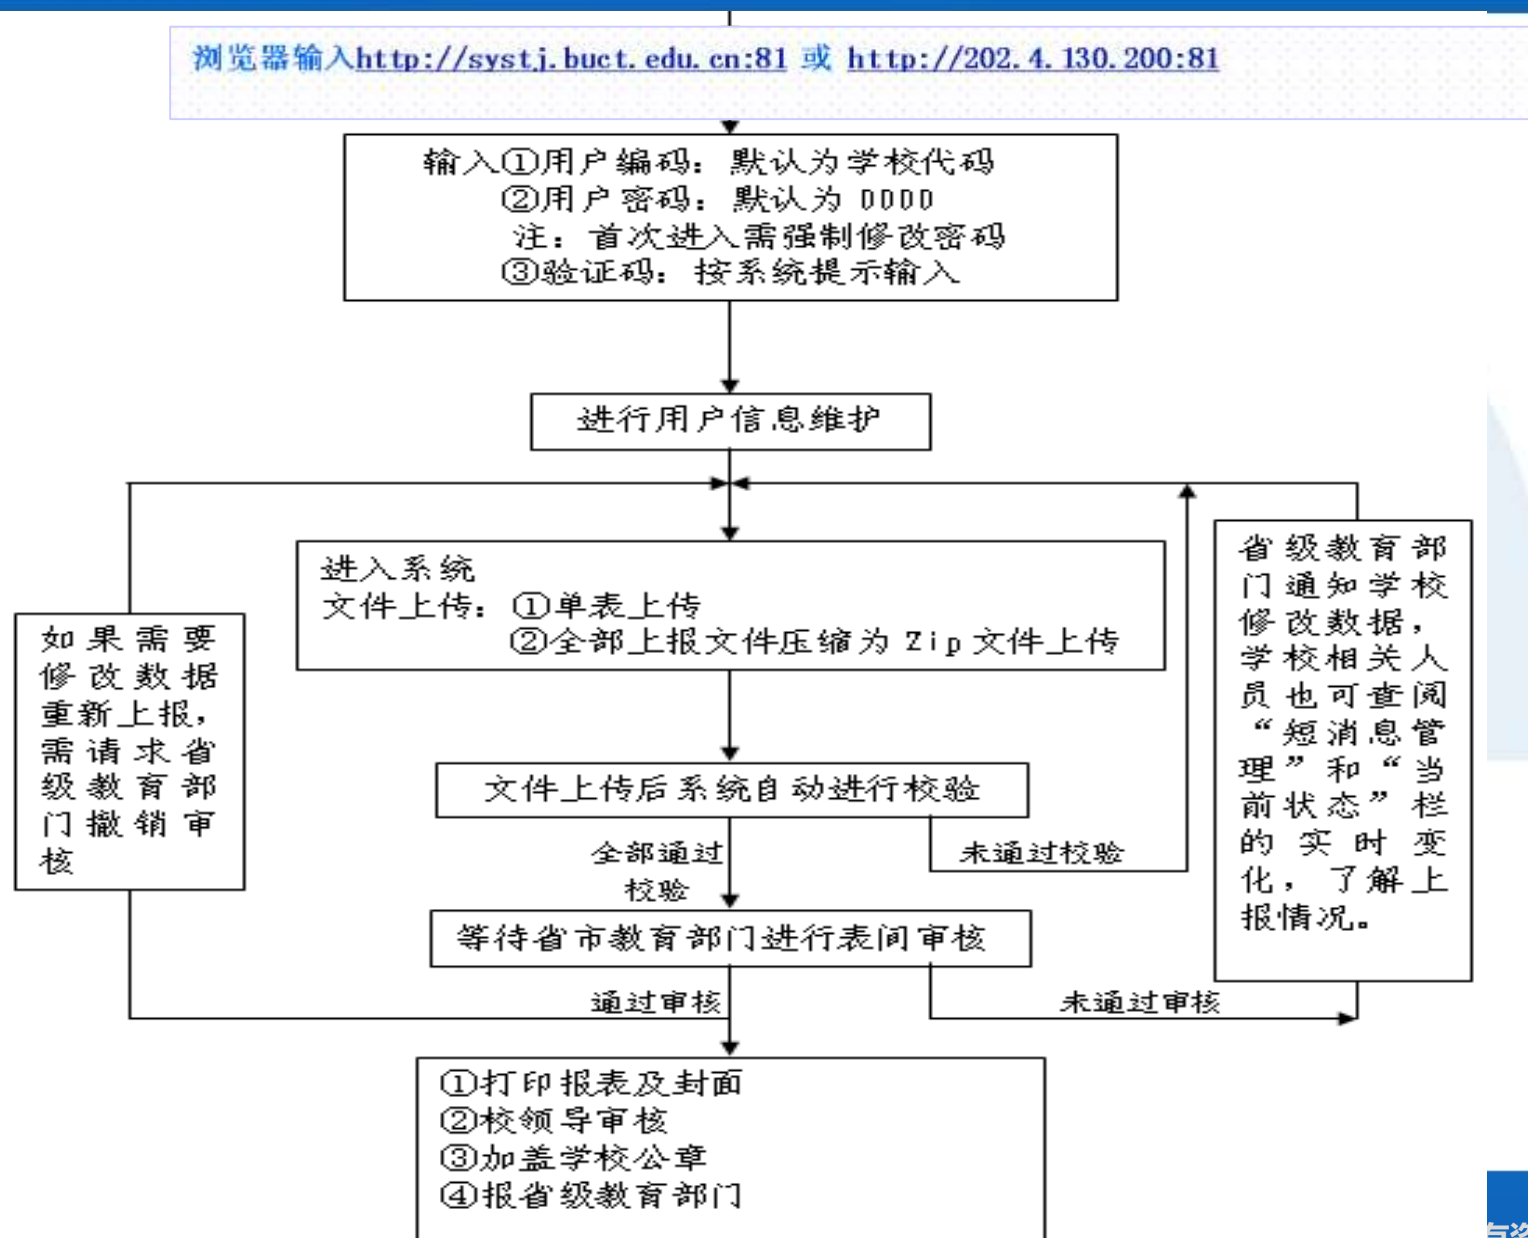 浏览器输入http://systj.buct.edu.cn:81 或 http://202.4.130.200:81
输入①用户编码：默认为学校代码
②用户密码：默认为 0000
注：首次进入需强制修改密码
③验证码：按系统提示输入
进行用户信息维护
进入系统
文件上传：①单表上传
②全部上报文件压缩为 Zip 文件上传
如果需要
修改数据
重新上报，
需请求省
级教育部
门撤销审
核
省级教育部
门通知学校
修改数据，
学校相关人
员也可查阅
“短消息管
理”和“当
前状态”栏
的实时变
化，了解上
报情况。
文件上传后系统自动进行校验
全部通过
校验
未通过校验
等待省市教育部门进行表间审核
通过审核
未通过审核
①打印报表及封面
②校领导审核
③加盖学校公章
④报省级教育部门